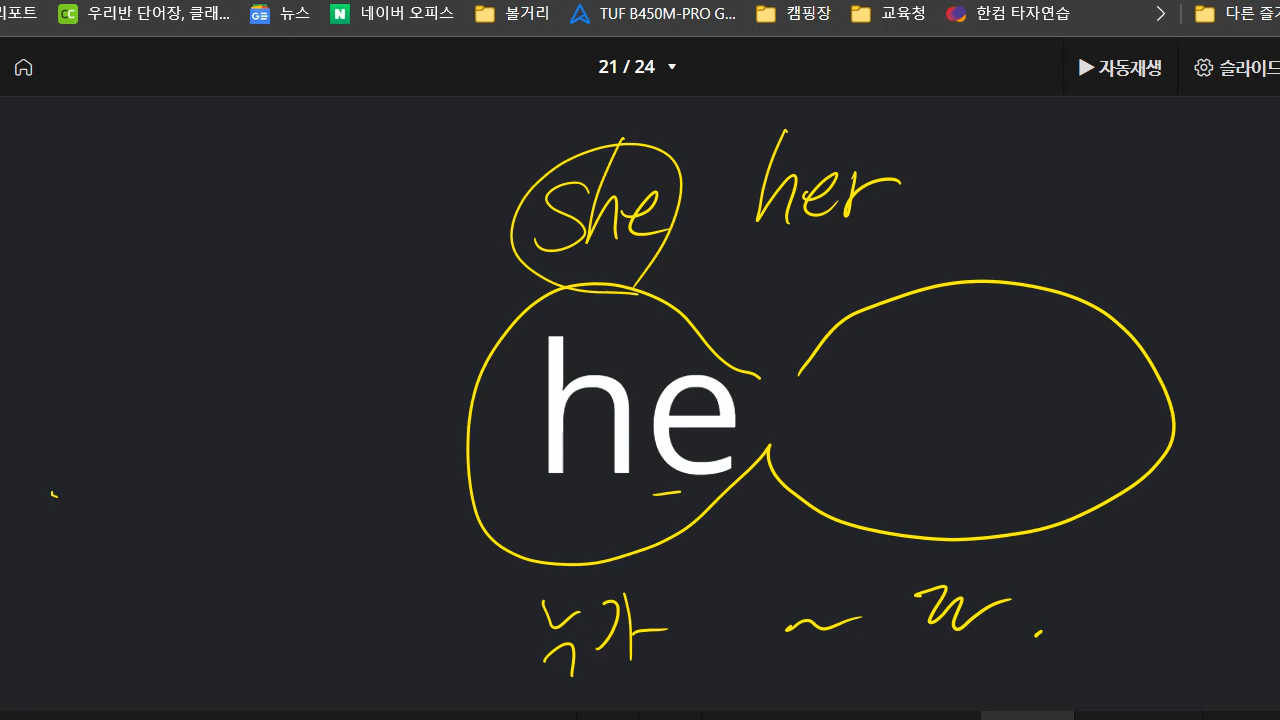 리포트 CC 우리반 단어장, 클래... GE 뉴스 N 네이버 오피스 볼거리 TUF B450M-PRO G... 캠핑장 교육청 한컴 타자연습 다른 즐
21 / 24 자동재생 슬라이드
she her
he
누가 ~